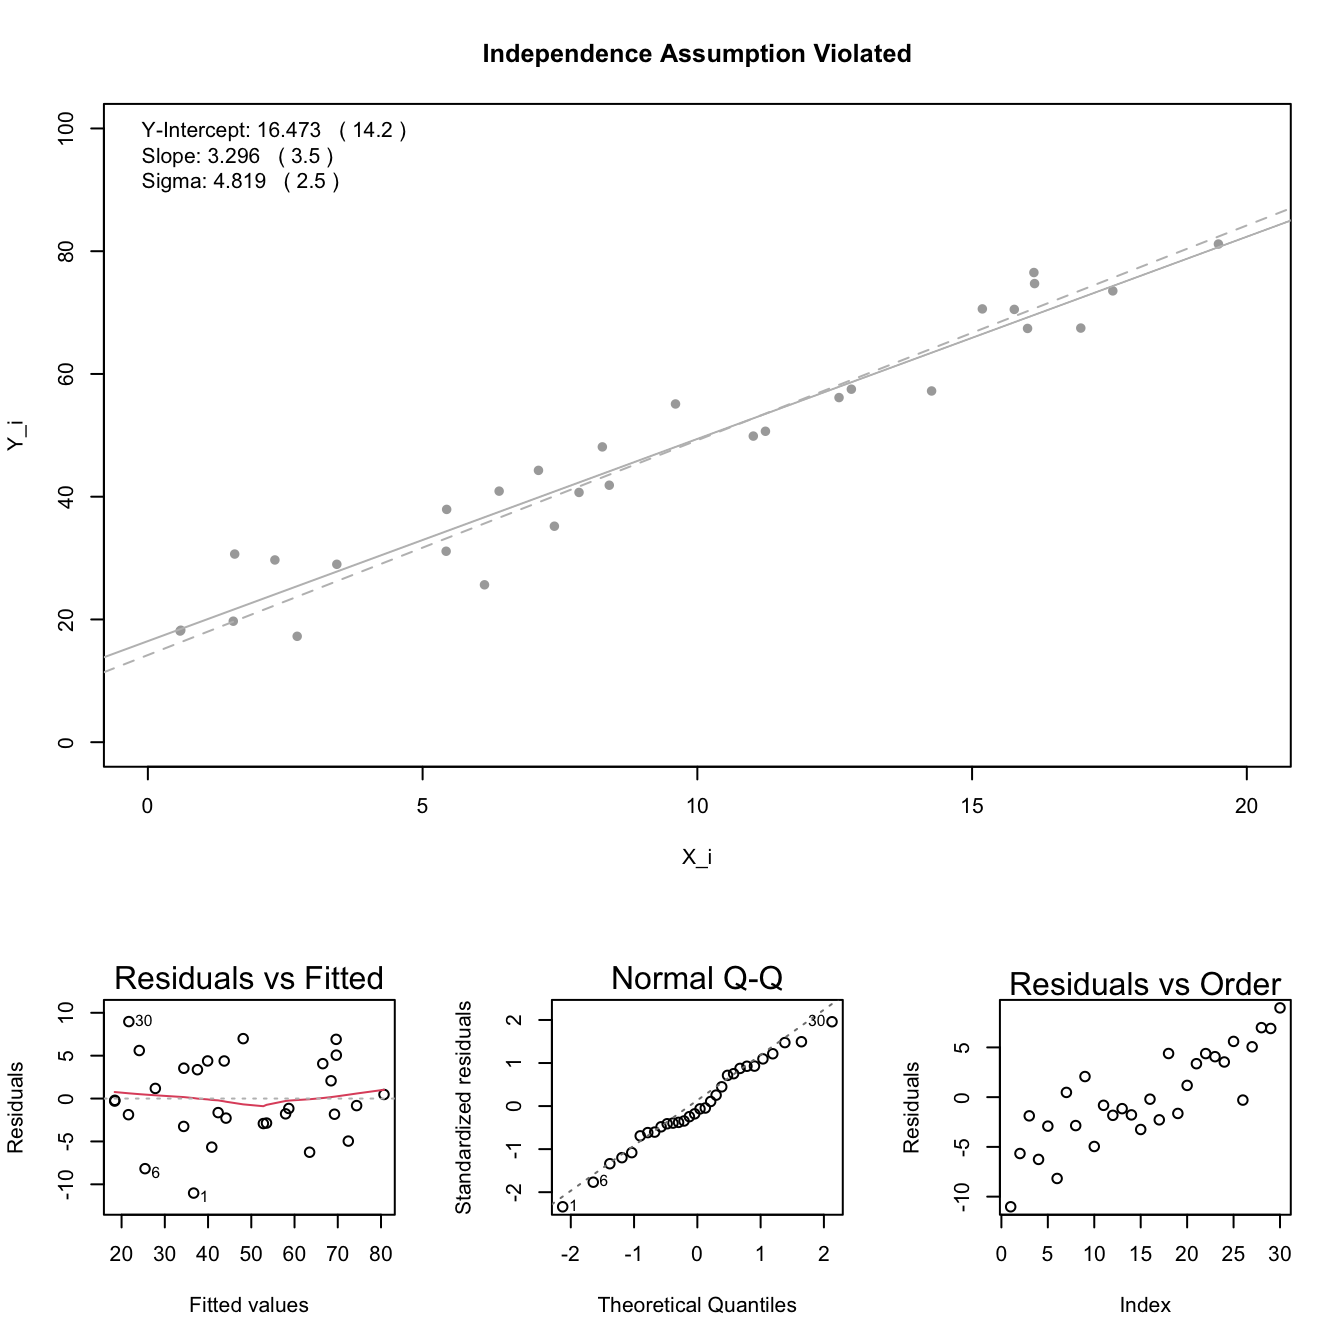 Independence Assumption Violated
Y-Intercept: 16.473 ( 14.2 )
Slope: 3.296 ( 3.5 )
Sigma: 4.819 ( 2.5 )
100
80
60
40
20
0
Y_i
0 5 10 15 20
X_i
Residuals vs Fitted
10
5
0
-5
-10
Residuals
30
6
1
20 30 40 50 60 70 80
Fitted values
Normal Q-Q
2
1
0
-1
-2
Standardized residuals
30
6
1
-2 -1 0 1 2
Theoretical Quantiles
Residuals vs Order
5
0
-5
-10
Residuals
0 5 10 15 20 25 30
Index